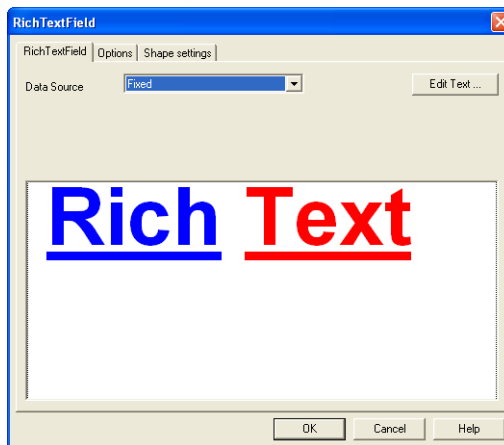 RichTextField
RichTextField Options Shape settings
Data Source Fixed Edit Text ...
Rich Text
OK Cancel Help